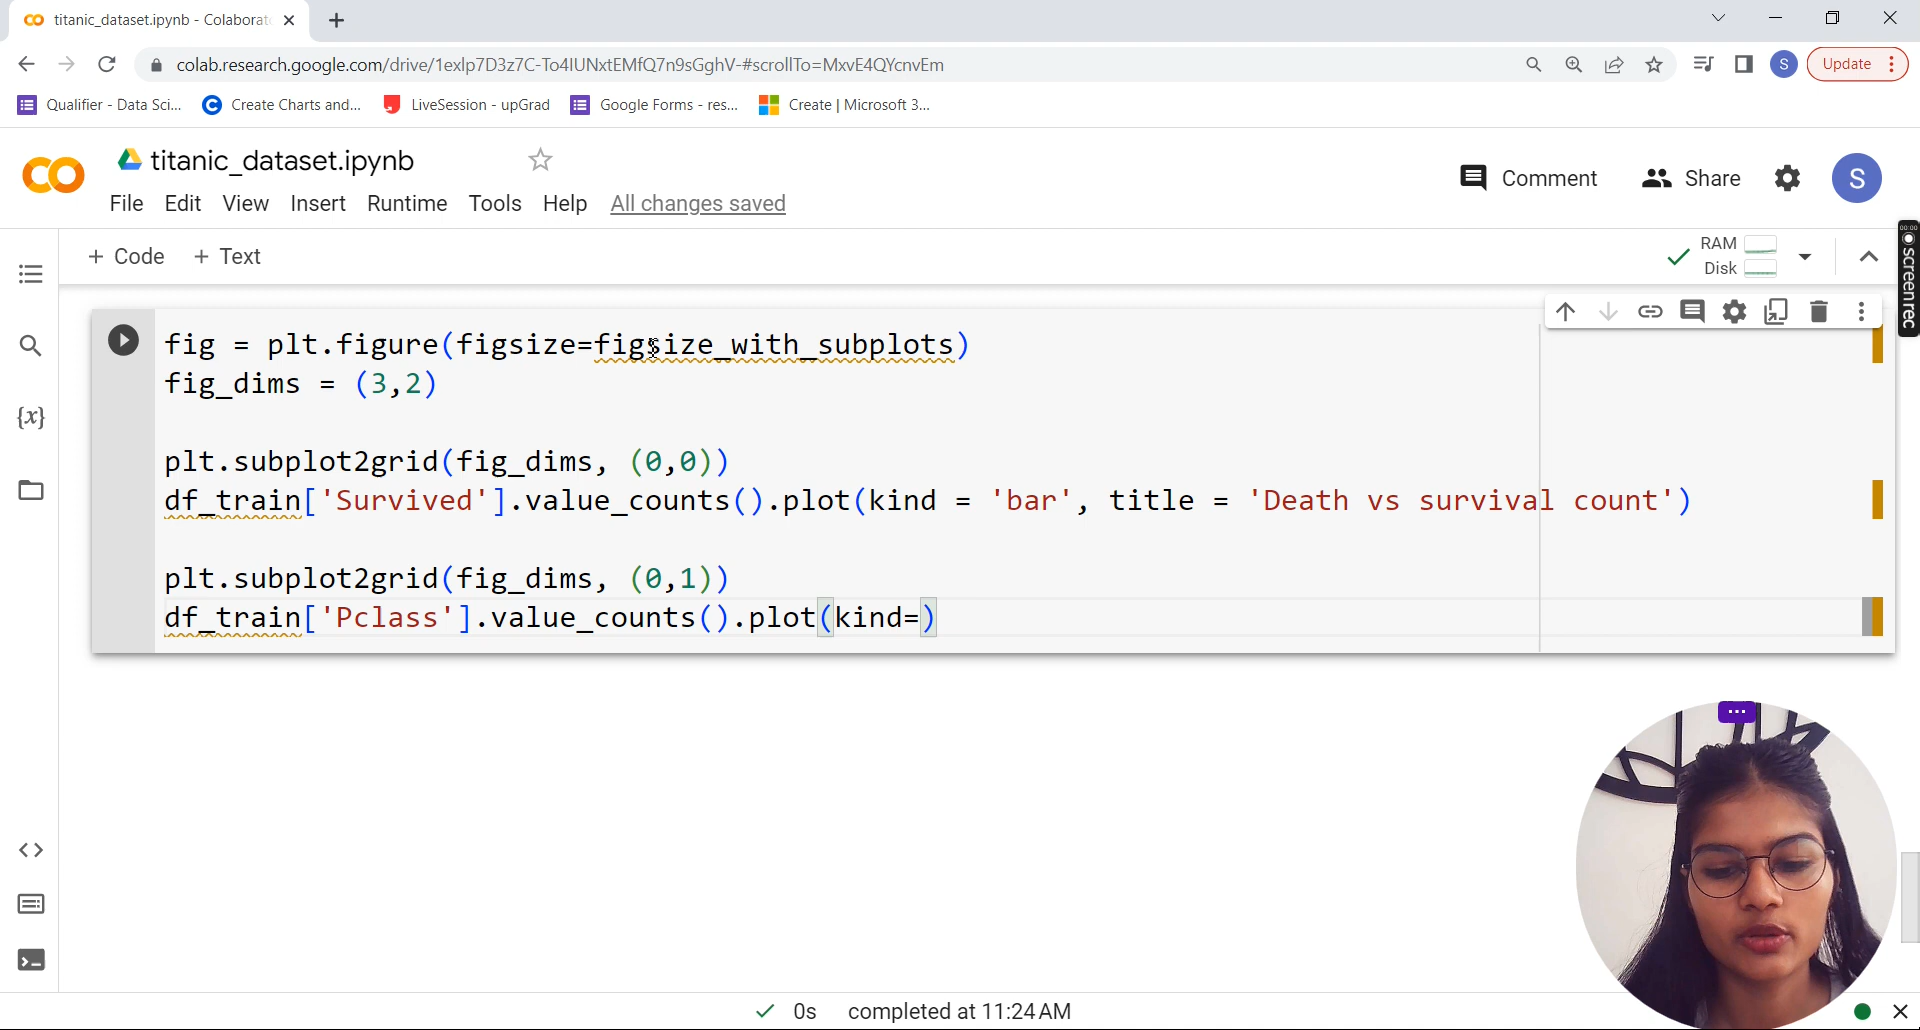 titanic_dataset.ipynb - Colaborat
colab.research.google.com/drive/1exlp7D3z7C-To4IUNxtEMfQ7n9sGghV-#scrollTo=MxvE4QYcnvEm
S
Update
Qualifier - Data Sci...
Create Charts and...
LiveSession - upGrad
Google Forms - res...
Create | Microsoft 3...
titanic_dataset.ipynb
Comment
Share
S
File Edit View Insert Runtime Tools Help All changes saved
+ Code + Text
RAM
Disk
00:00
screenrec
fig = plt.figure(figsize=figsize_with_subplots)
fig_dims = (3,2)
plt.subplot2grid(fig_dims, (0,0))
df_train['Survived'].value_counts().plot(kind = 'bar', title = 'Death vs survival count')
plt.subplot2grid(fig_dims, (0,1))
df_train['Pclass'].value_counts().plot(kind=)
{x}
0s completed at 11:24 AM